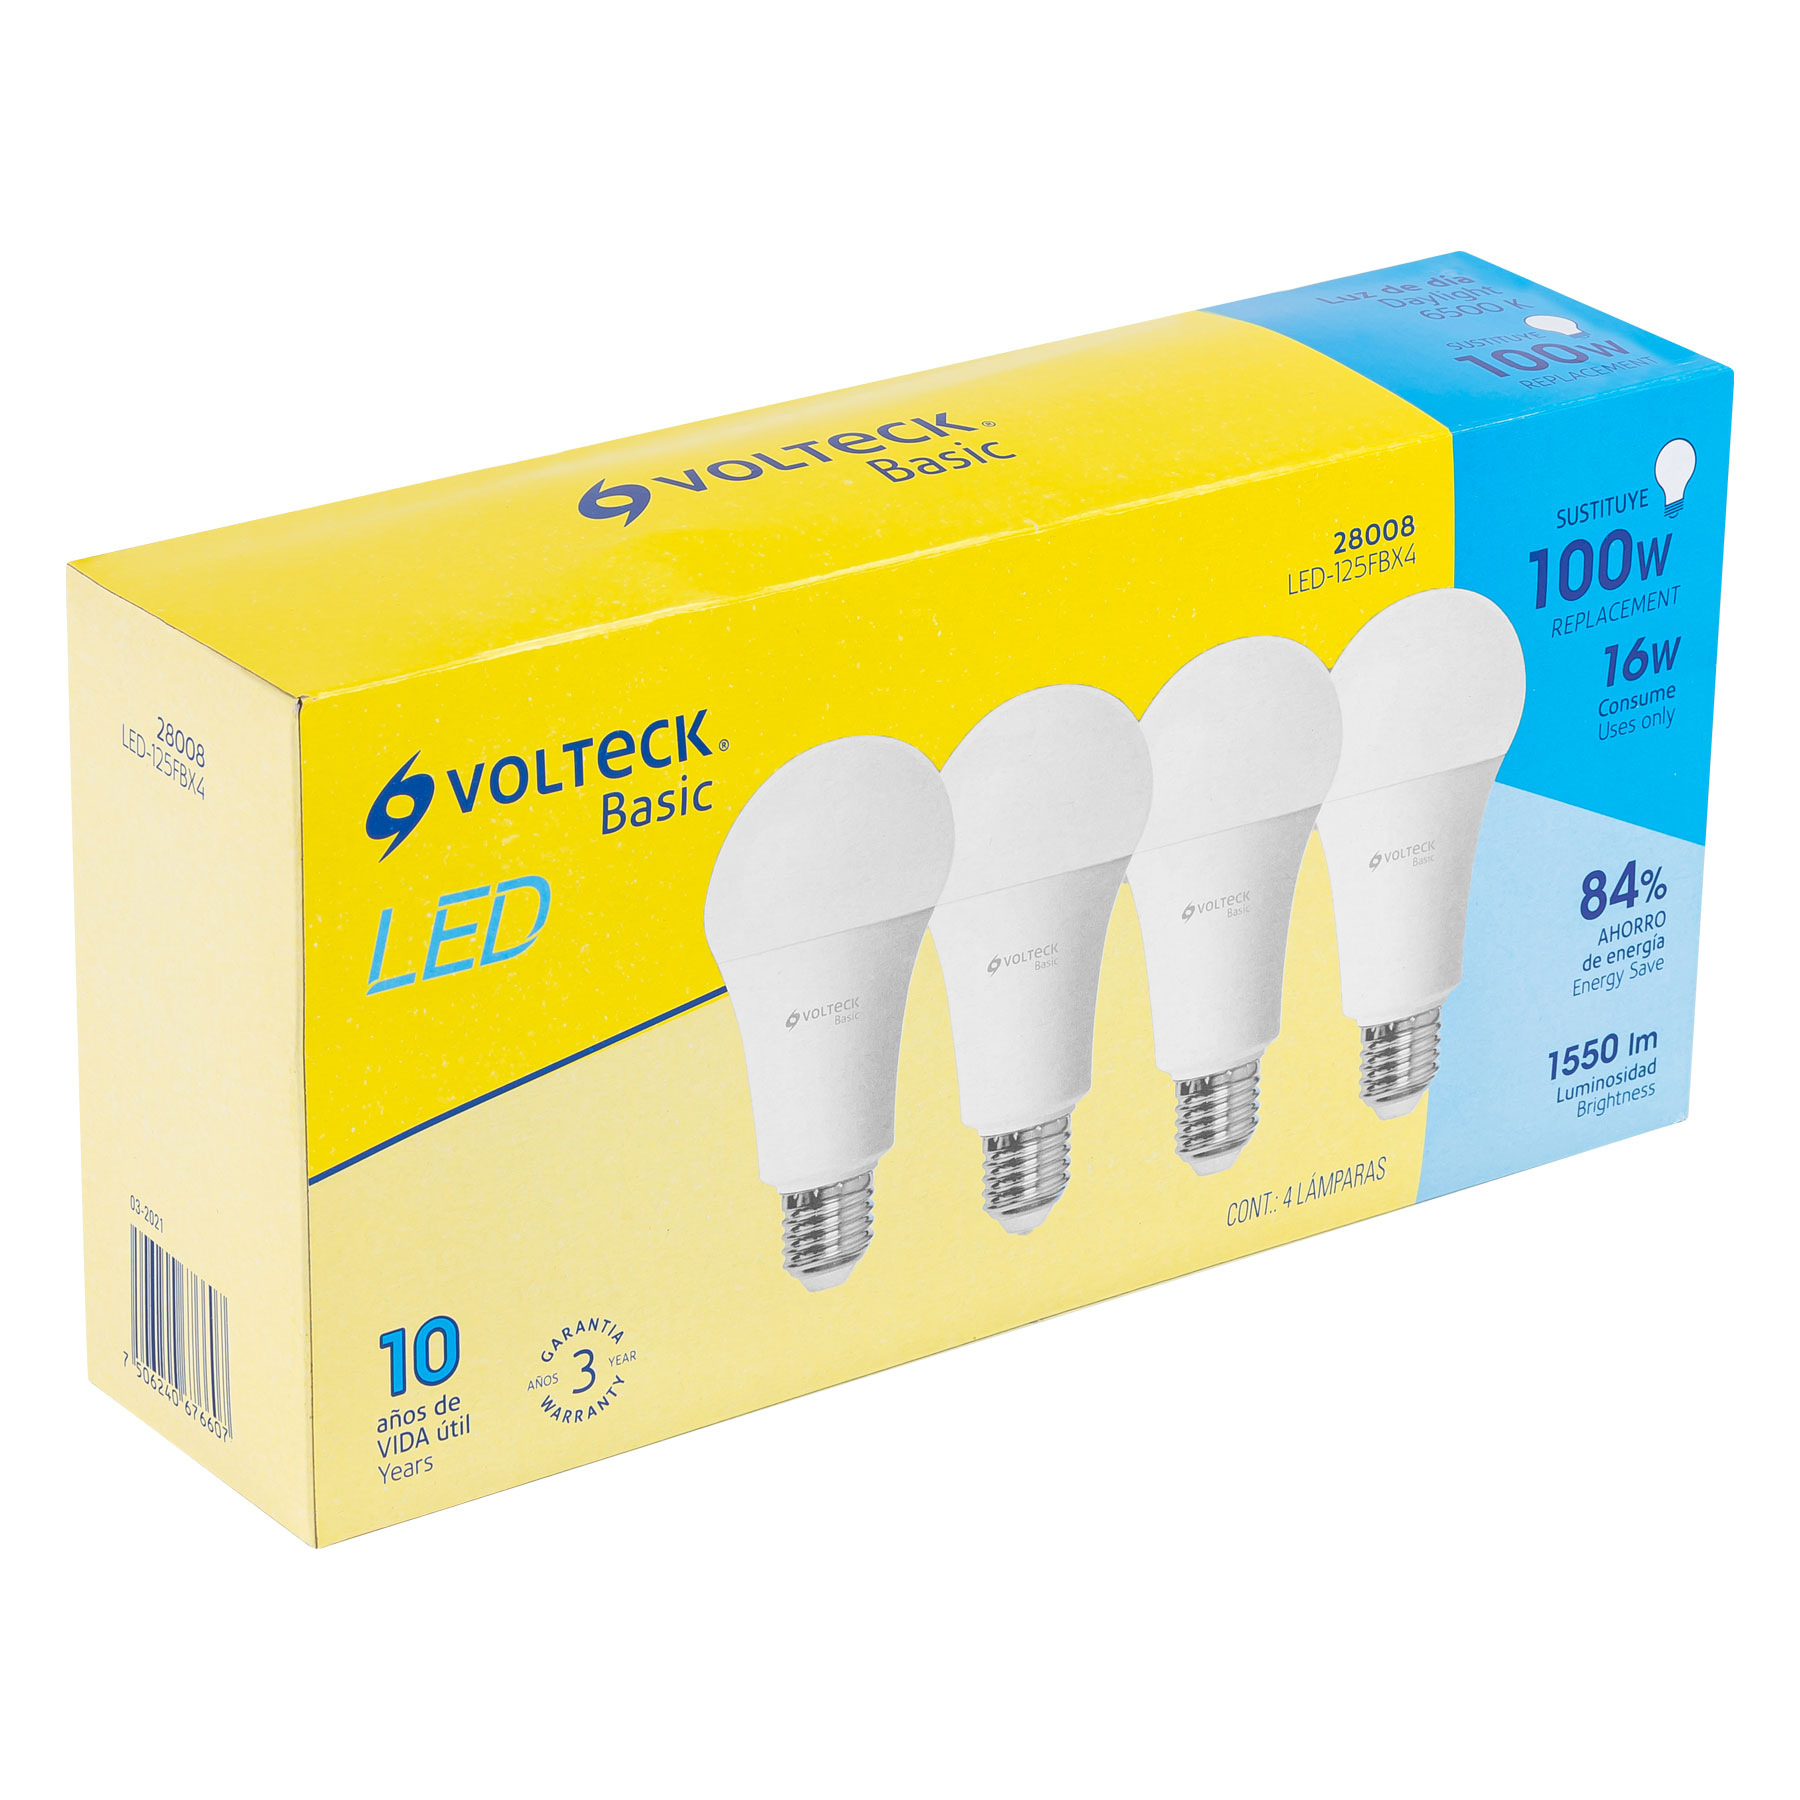 VOLTECK®
Basic
Luz de día
Daylight
6500 K
SUSTITUYE
100W
REPLACEMENT
28008
LED-125FBX4
03-2021
7 506240 676607
VOLTECK®
Basic
LED
28008
LED-125FBX4
VOLTECK
Basic
VOLTECK
Basic
VOLTECK
Basic
VOLTECK
Basic
CONT.: 4 LÁMPARAS
10
años de
VIDA útil
Years
GARANTIA
AÑOS 3 YEAR
WARRANTY
SUSTITUYE
100W
REPLACEMENT
16W
Consume
Uses only
84%
AHORRO
de energía
Energy Save
1550 lm
Luminosidad
Brightness